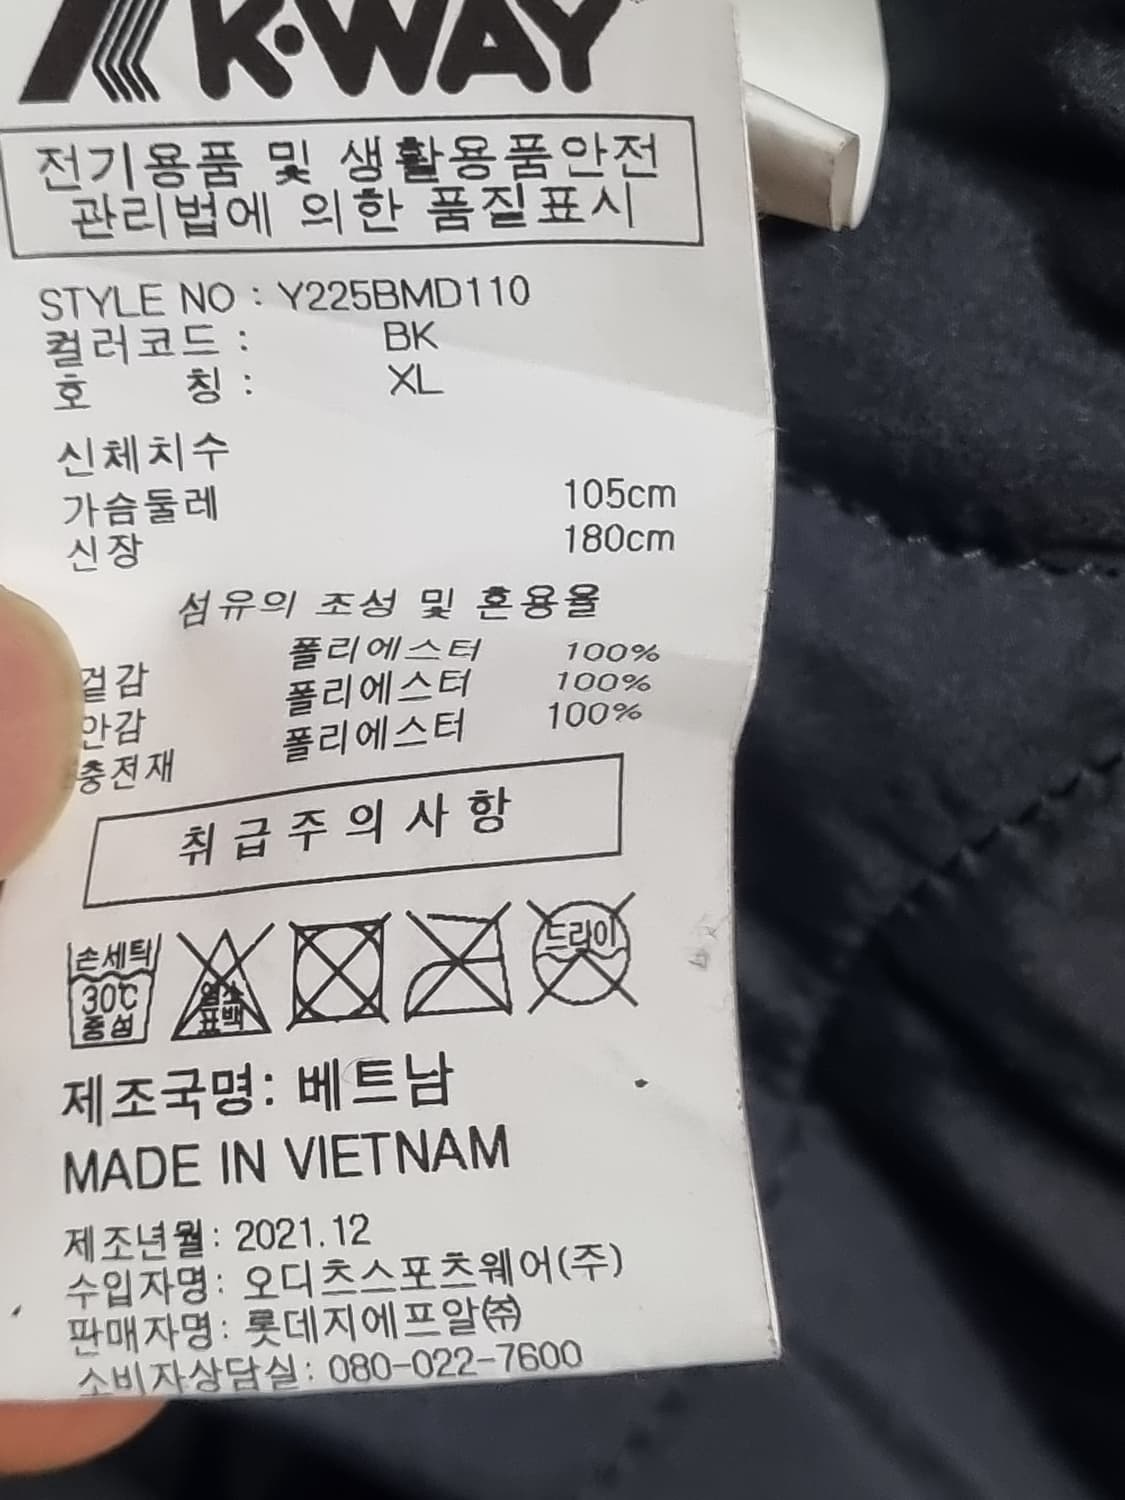 K·WAY
전기용품 및 생활용품안전
관리법에 의한 품질표시
STYLE NO : Y225BMD110
컬러코드 : BK
호 칭 : XL
신체치수
가슴둘레 105cm
신장 180cm
섬유의 조성 및 혼용율
겉감 폴리에스터 100%
안감 폴리에스터 100%
충전재 폴리에스터 100%
취급주의사항
손세탁
30℃
중성
염소
표백
드라이
제조국명: 베트남
MADE IN VIETNAM
제조년월: 2021.12
수입자명: 오디츠스포츠웨어(주)
판매자명: 롯데지에프알㈜
소비자상담실: 080-022-7600